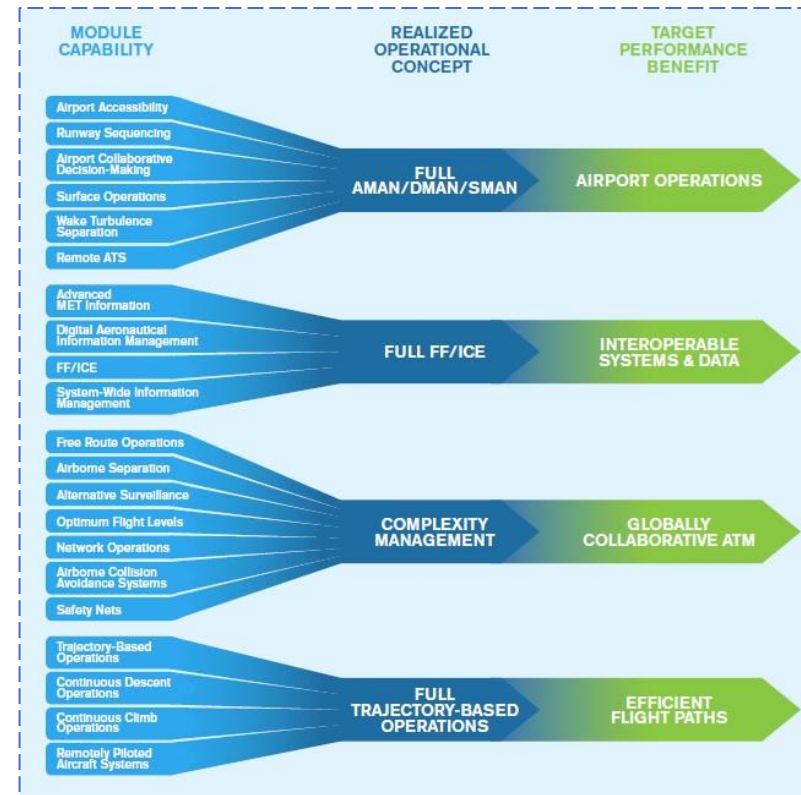 MODULE
CAPABILITY
REALIZED
OPERATIONAL
CONCEPT
TARGET
PERFORMANCE
BENEFIT
Airport Accessibility
Runway Sequencing
Airport Collaborative
Decision-Making
Surface Operations
Wake Turbulence
Separation
Remote ATS
FULL
AMAN/DMAN/SMAN
AIRPORT OPERATIONS
Advanced
MET Information
Digital Aeronautical
Information Management
FF/ICE
System-Wide Information
Management
FULL FF/ICE
INTEROPERABLE
SYSTEMS & DATA
Free Route Operations
Airborne Separation
Alternative Surveillance
Optimum Flight Levels
Network Operations
Airborne Collision
Avoidance Systems
Safety Nets
COMPLEXITY
MANAGEMENT
GLOBALLY
COLLABORATIVE ATM
Trajectory-Based
Operations
Continuous Descent
Operations
Continuous Climb
Operations
Remotely Piloted
Aircraft Systems
FULL
TRAJECTORY-BASED
OPERATIONS
EFFICIENT
FLIGHT PATHS